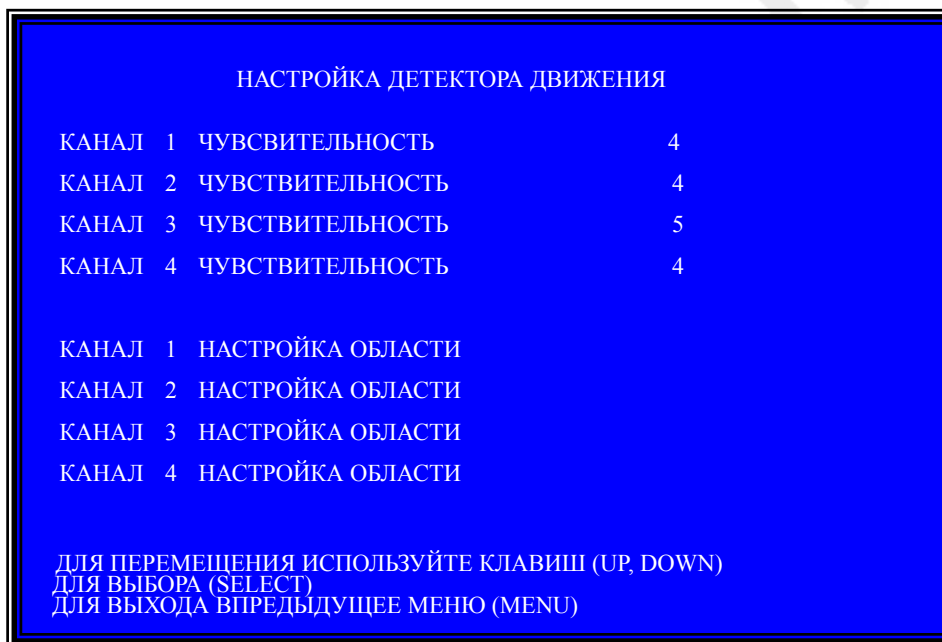 НАСТРОЙКА ДЕТЕКТОРА ДВИЖЕНИЯ
КАНАЛ 1 ЧУВСВИТЕЛЬНОСТЬ 4
КАНАЛ 2 ЧУВСТВИТЕЛЬНОСТЬ 4
КАНАЛ 3 ЧУВСТВИТЕЛЬНОСТЬ 5
КАНАЛ 4 ЧУВСТВИТЕЛЬНОСТЬ 4
КАНАЛ 1 НАСТРОЙКА ОБЛАСТИ
КАНАЛ 2 НАСТРОЙКА ОБЛАСТИ
КАНАЛ 3 НАСТРОЙКА ОБЛАСТИ
КАНАЛ 4 НАСТРОЙКА ОБЛАСТИ
ДЛЯ ПЕРЕМЕЩЕНИЯ ИСПОЛЬЗУЙТЕ КЛАВИШ (UP, DOWN)
ДЛЯ ВЫБОРА (SELECT)
ДЛЯ ВЫХОДА ВПРЕДЫДУЩЕЕ МЕНЮ (MENU)